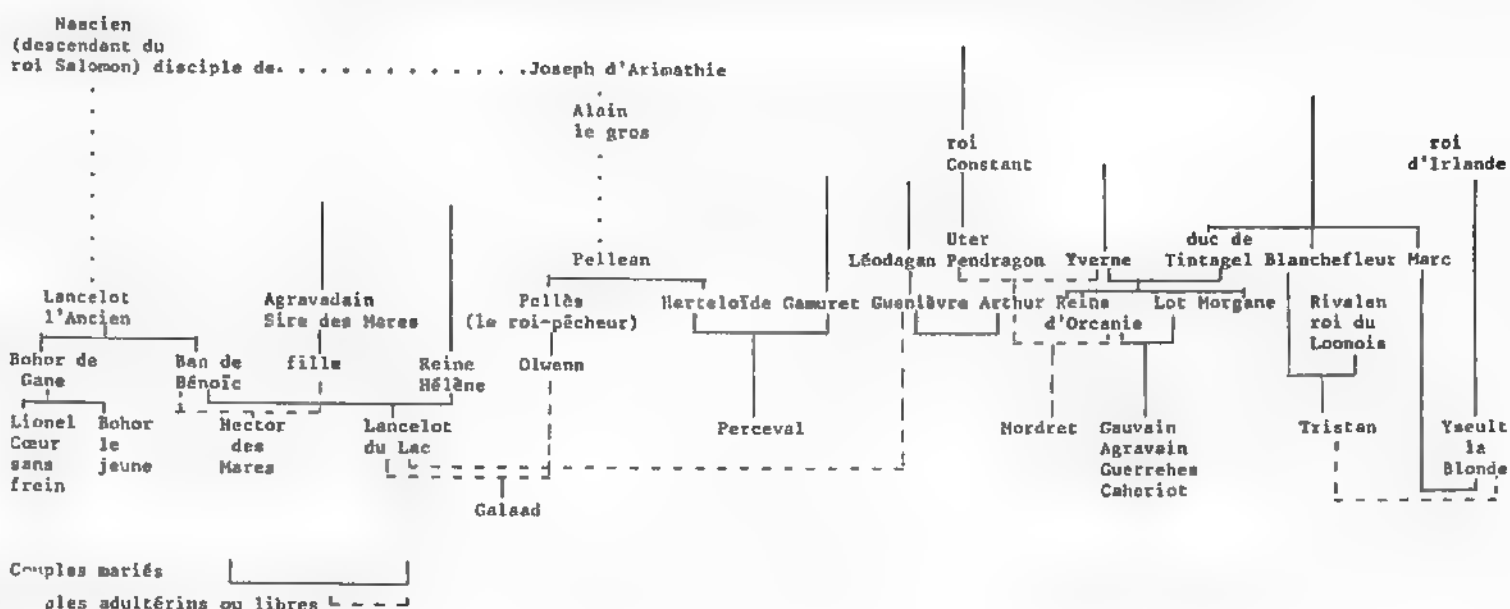 Nascien
(descendant du
roi Salomon) disciple de. . . . . . . . . . . . .Joseph d'Arimathie
Alain
le gros
roi
Constant
roi
d'Irlande
Pellean
Léodagan
Uter
Pendragon
Yverne
duc de
Tintagel
Blanchefleur
Marc
Lancelot
l'Ancien
Agravadain
Sire des Mares
Pellès
(le roi-pêcheur)
Herteloïde
Gamuret
Guenièvre
Arthur
Reine
d'Orcanie
Lot
Morgane
Rivalen
roi du
Loonois
Bohor de
Gane
Ban de
Bénoïc
fille
Reine
Hélène
Olwenn
Lionel
Cœur
sans
frein
Bohor
le
jeune
Hector
des
Mares
Lancelot
du Lac
Perceval
Mordret
Gauvain
Agravain
Guerrehes
Caheriot
Tristan
Yseult
la
Blonde
Galaad
Couples mariés
ples adultérins ou libres